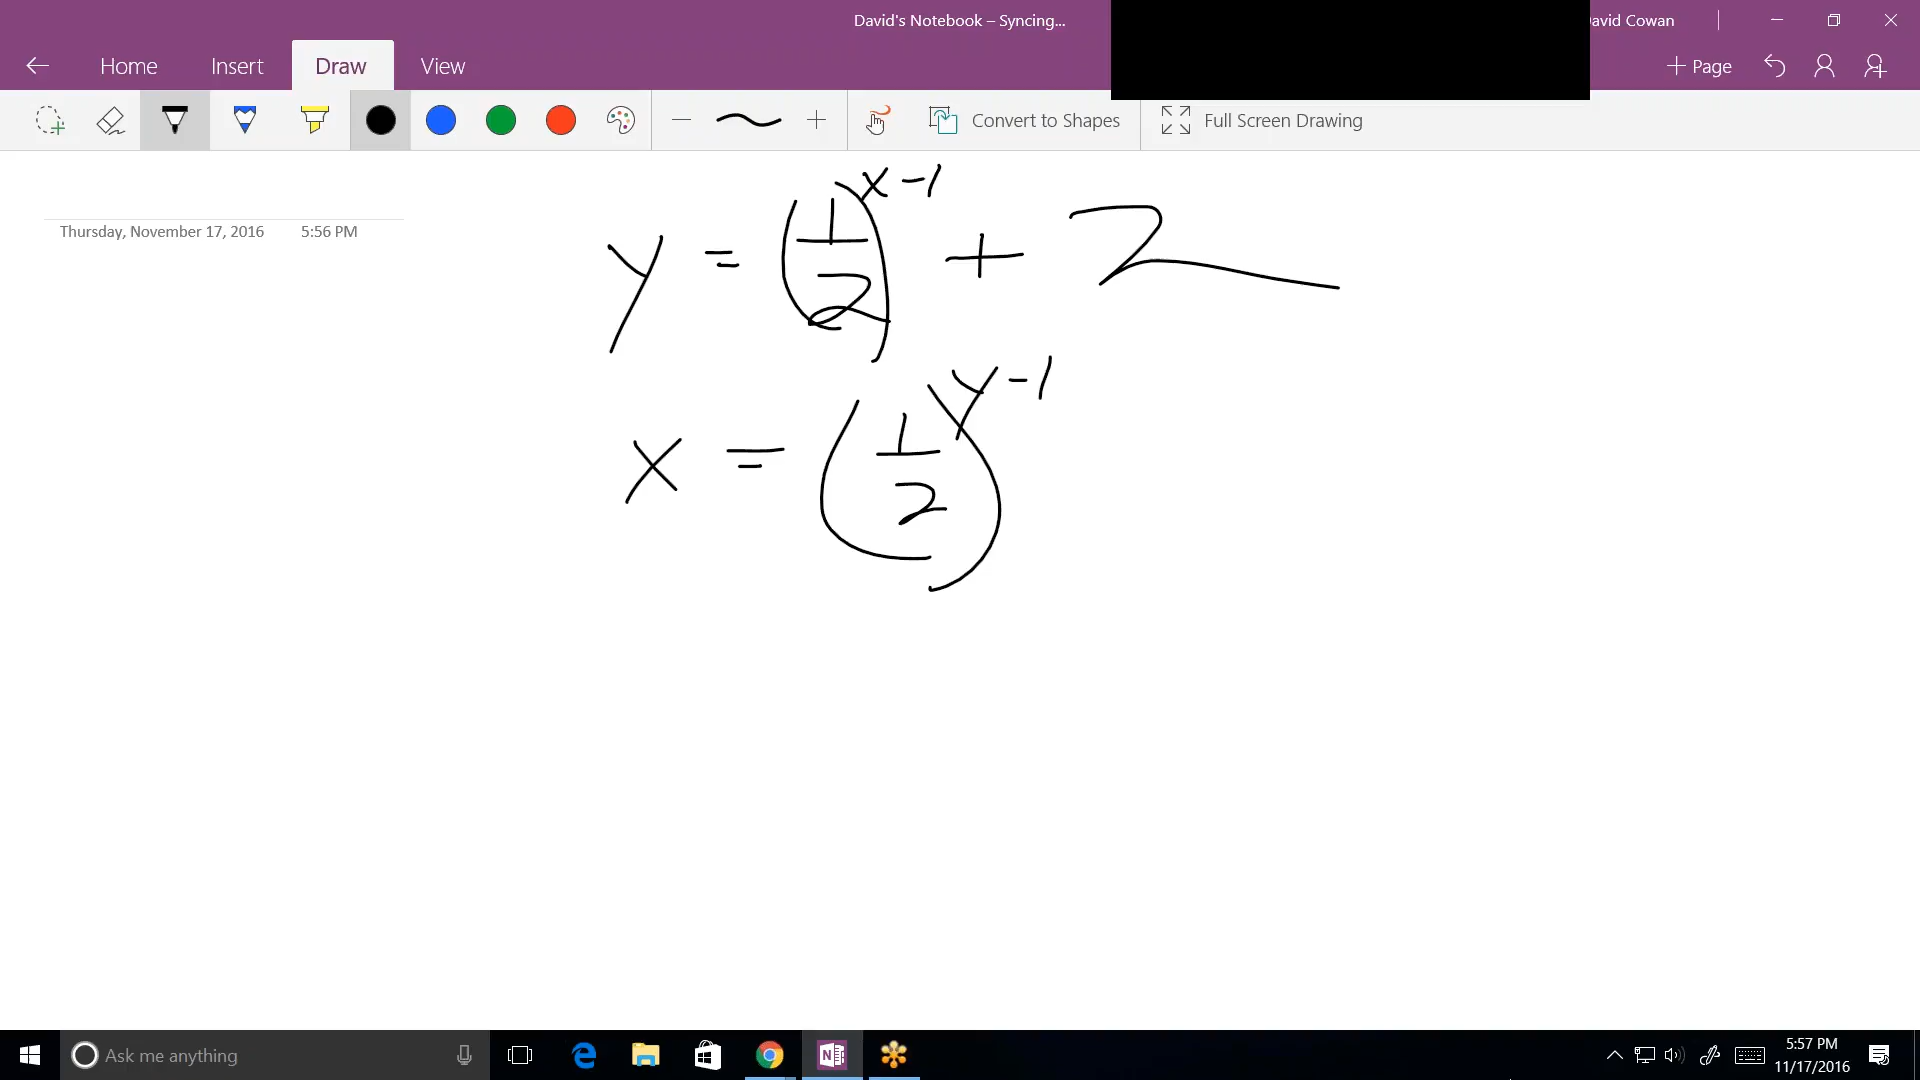 David's Notebook – Syncing...
avid Cowan
Home Insert Draw View
Page
Convert to Shapes Full Screen Drawing
Thursday, November 17, 2016 5:56 PM
y = (1/2)^(x-1) + 2
x = (1/2)^(y-1)
Ask me anything
5:57 PM
11/17/2016